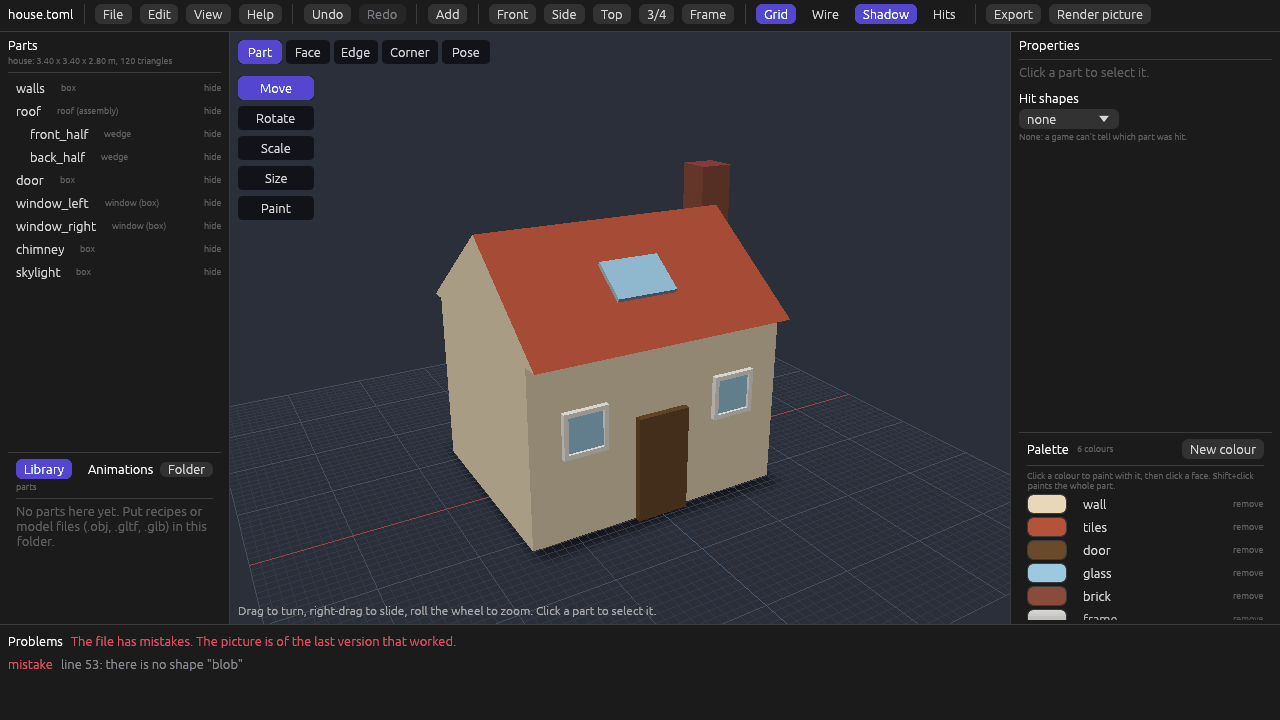 house.toml File Edit View Help Undo Redo Add Front Side Top 3/4 Frame Grid Wire Shadow Hits Export Render picture
Parts
house: 3.40 x 3.40 x 2.80 m, 120 triangles
walls box hide
roof roof (assembly) hide
front_half wedge hide
back_half wedge hide
door box hide
window_left window (box) hide
window_right window (box) hide
chimney box hide
skylight box hide
Library Animations Folder
parts
No parts here yet. Put recipes or
model files (.obj, .gltf, .glb) in this
folder.
Part Face Edge Corner Pose
Move
Rotate
Scale
Size
Paint
Drag to turn, right-drag to slide, roll the wheel to zoom. Click a part to select it.
Properties
Click a part to select it.
Hit shapes
none
None: a game can't tell which part was hit.
Palette 6 colours New colour
Click a colour to paint with it, then click a face. Shift+click
paints the whole part.
wall remove
tiles remove
door remove
glass remove
brick remove
frame remove
Problems The file has mistakes. The picture is of the last version that worked.
mistake line 53: there is no shape "blob"